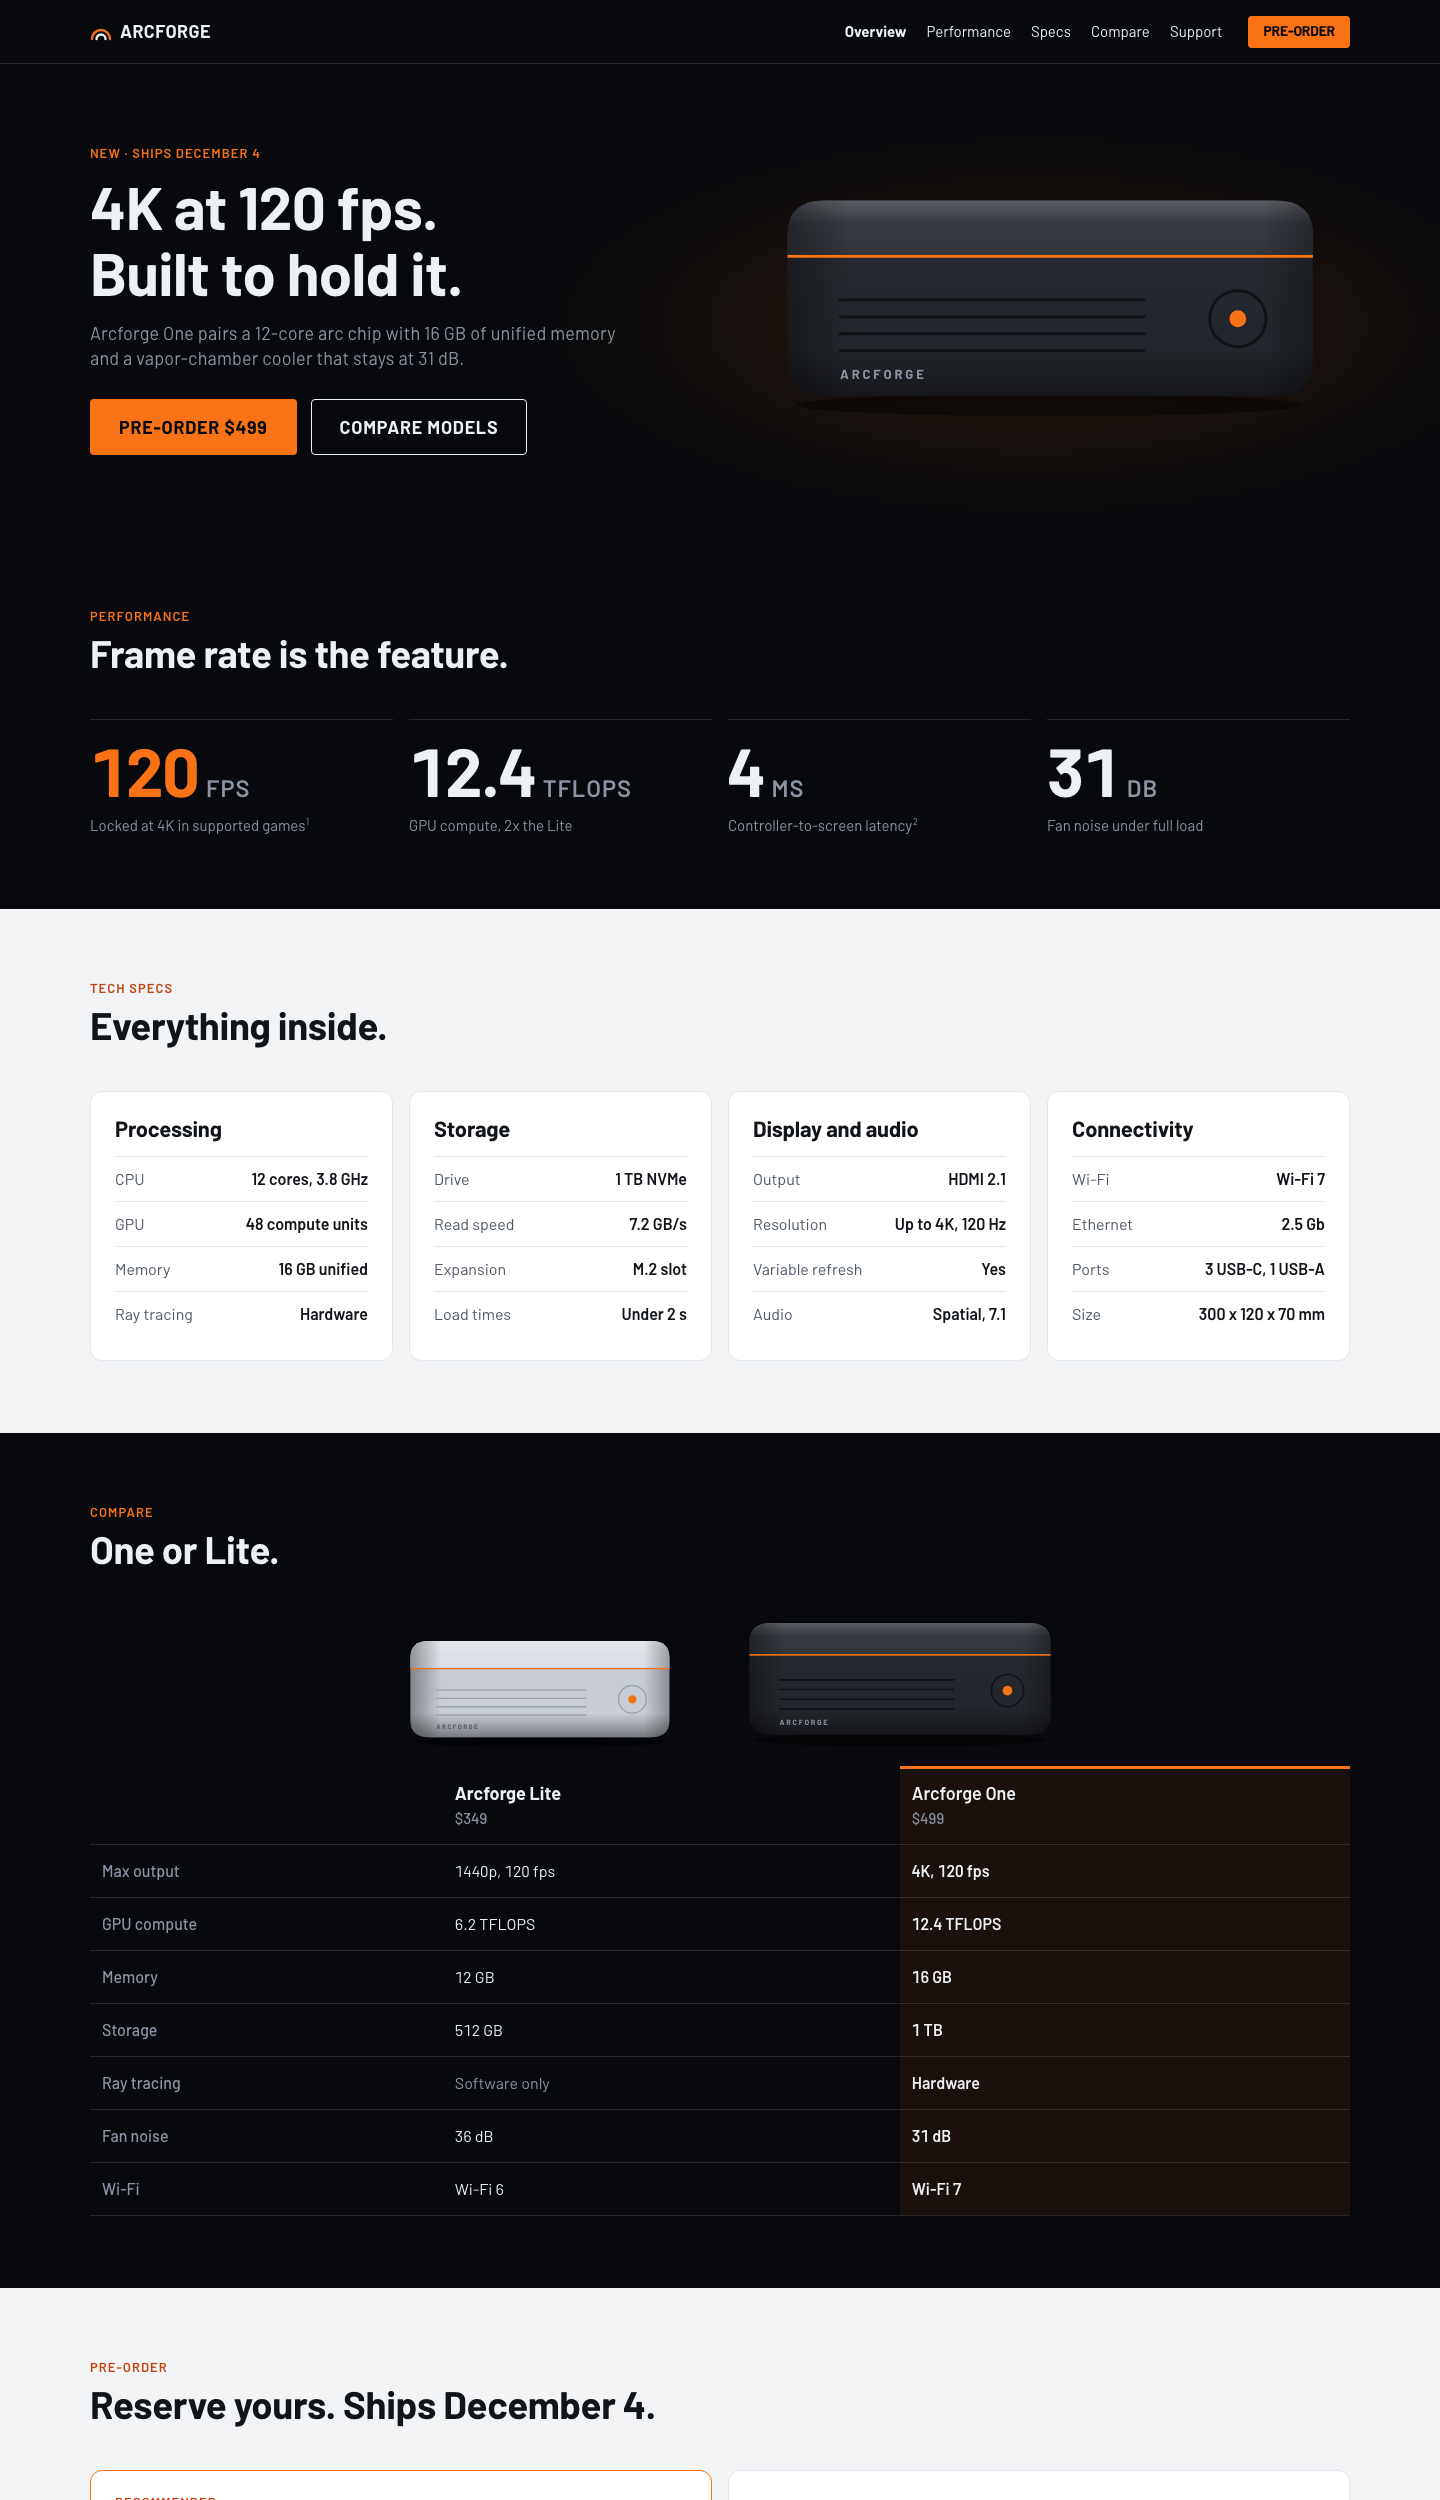 ARCFORGE
Overview Performance Specs Compare Support PRE-ORDER
NEW · SHIPS DECEMBER 4
4K at 120 fps.
Built to hold it.
Arcforge One pairs a 12-core arc chip with 16 GB of unified memory
and a vapor-chamber cooler that stays at 31 dB.
PRE-ORDER $499 COMPARE MODELS
ARCFORGE
PERFORMANCE
Frame rate is the feature.
120 FPS
Locked at 4K in supported games¹
12.4 TFLOPS
GPU compute, 2x the Lite
4 MS
Controller-to-screen latency²
31 DB
Fan noise under full load
TECH SPECS
Everything inside.
Processing
CPU 12 cores, 3.8 GHz
GPU 48 compute units
Memory 16 GB unified
Ray tracing Hardware
Storage
Drive 1 TB NVMe
Read speed 7.2 GB/s
Expansion M.2 slot
Load times Under 2 s
Display and audio
Output HDMI 2.1
Resolution Up to 4K, 120 Hz
Variable refresh Yes
Audio Spatial, 7.1
Connectivity
Wi-Fi Wi-Fi 7
Ethernet 2.5 Gb
Ports 3 USB-C, 1 USB-A
Size 300 x 120 x 70 mm
COMPARE
One or Lite.
ARCFORGE
ARCFORGE
Arcforge Lite Arcforge One
$349 $499
Max output 1440p, 120 fps 4K, 120 fps
GPU compute 6.2 TFLOPS 12.4 TFLOPS
Memory 12 GB 16 GB
Storage 512 GB 1 TB
Ray tracing Software only Hardware
Fan noise 36 dB 31 dB
Wi-Fi Wi-Fi 6 Wi-Fi 7
PRE-ORDER
Reserve yours. Ships December 4.